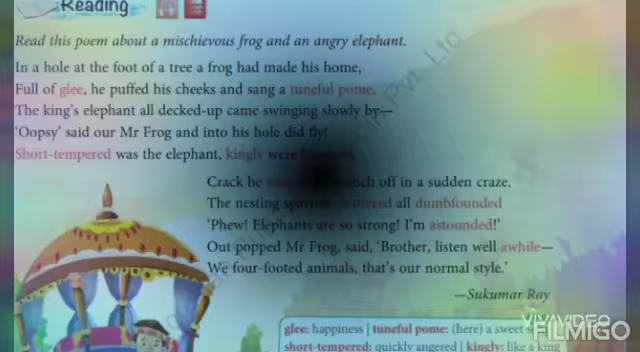 Reading
Read this poem about a mischievous frog and an angry elephant.
In a hole at the foot of a tree a frog had made his home,
Full of glee, he puffed his cheeks and sang a tuneful pome.
The king's elephant all decked-up came swinging slowly by—
'Oopsy' said our Mr Frog and into his hole did fly!
Short-tempered was the elephant, kingly were
Crack he off in a sudden craze.
The nesting all dumbfounded
'Phew! Elephants are so strong! I'm astounded!'
Out popped Mr Frog, said, 'Brother, listen well awhile—
We four-footed animals, that's our normal style.'
—Sukumar Ray
glee: happiness | tuneful pome: (here) a sweet
short-tempered: quickly angered | kingly: like a king
Pvt. Ltd
VIVAVIDEO
FILMIGO